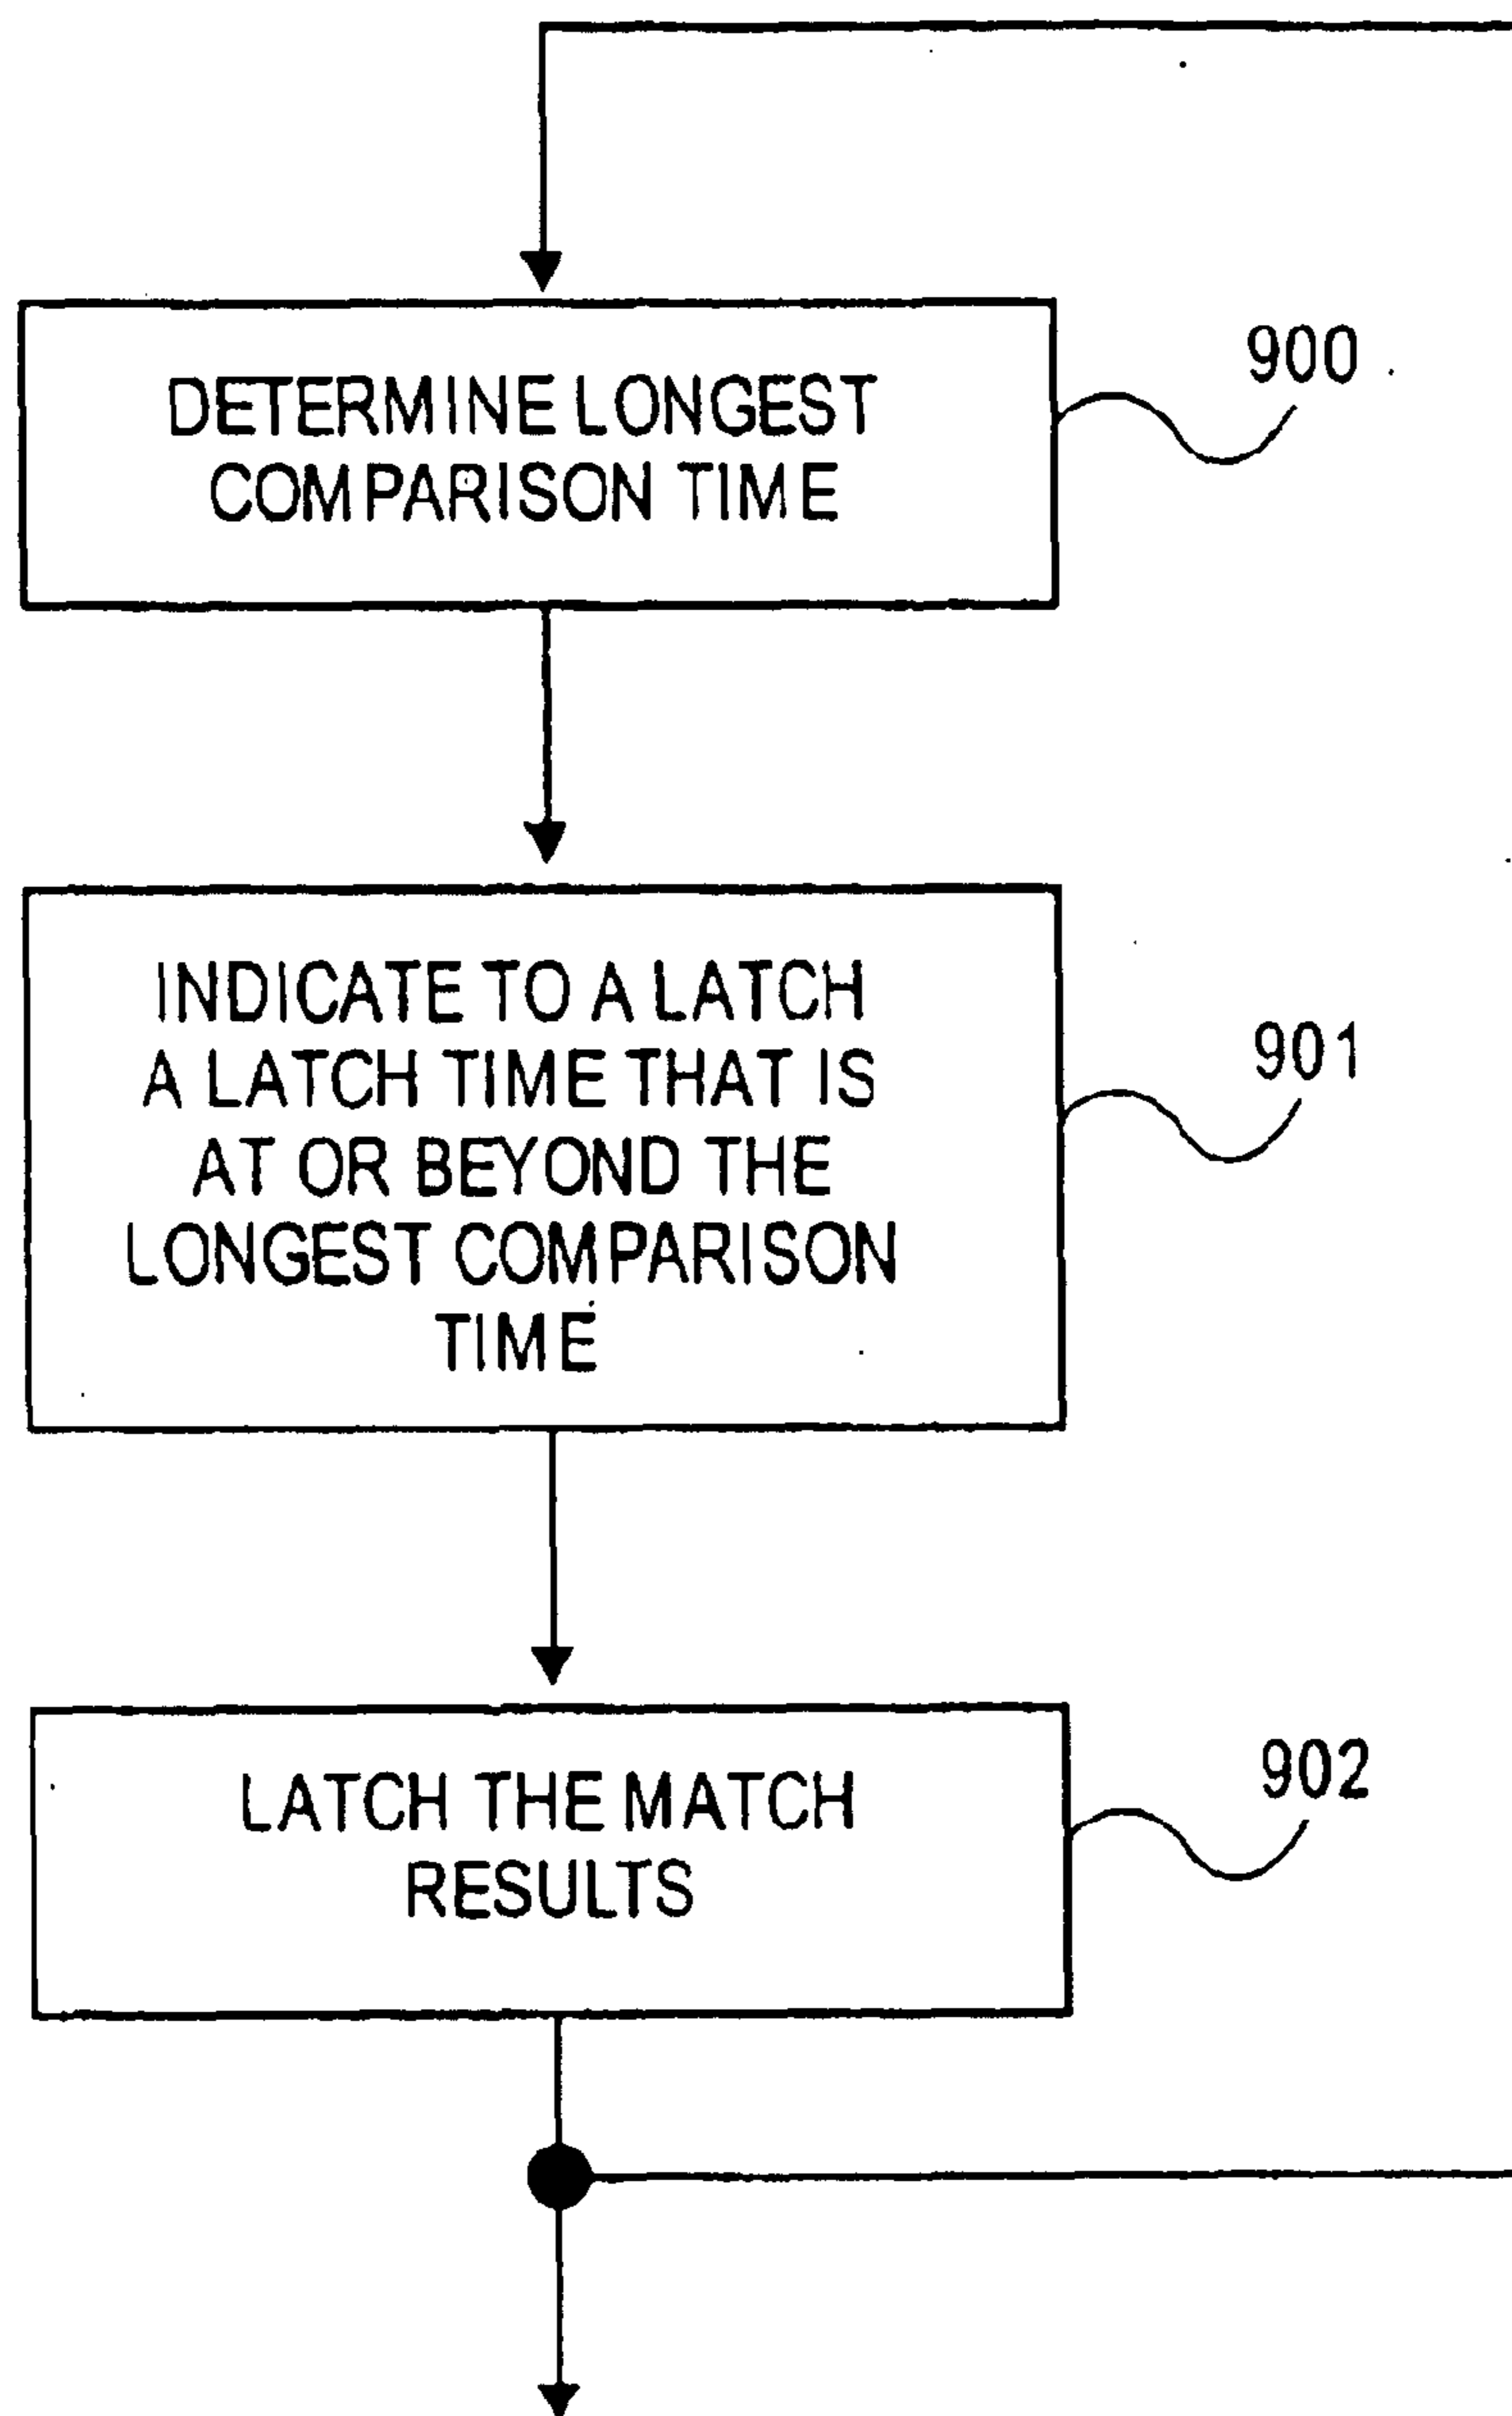 DETERMINE LONGEST
COMPARISON TIME
900
INDICATE TO A LATCH
A LATCH TIME THAT IS
AT OR BEYOND THE
LONGEST COMPARISON
TIME
901
LATCH THE MATCH
RESULTS
902